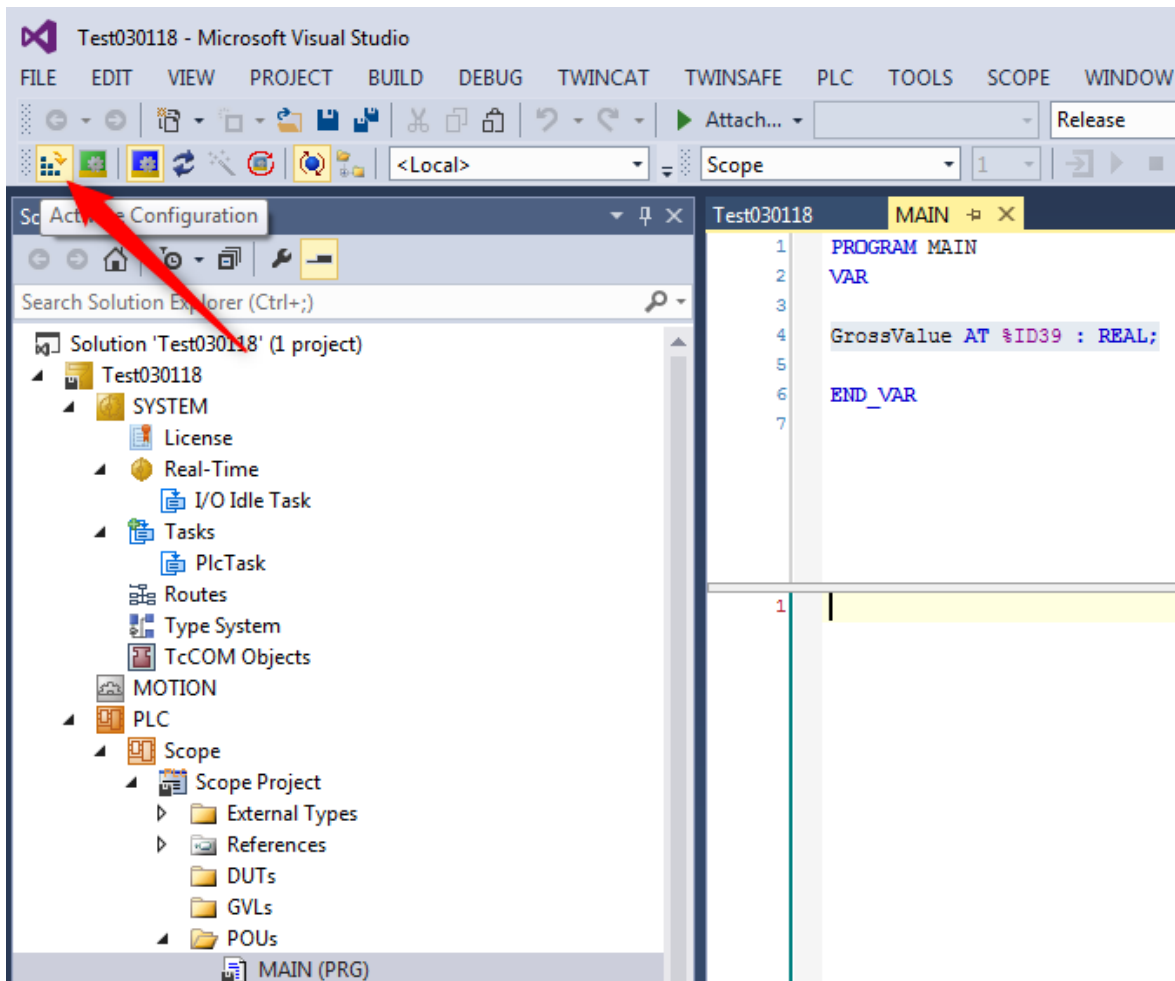 Test030118 - Microsoft Visual Studio
FILE EDIT VIEW PROJECT BUILD DEBUG TWINCAT TWINSAFE PLC TOOLS SCOPE WINDOW
Attach... Release
<Local> Scope 1
Activate Configuration
Test030118 MAIN
Search Solution Explorer (Ctrl+;)
Solution 'Test030118' (1 project)
Test030118
SYSTEM
License
Real-Time
I/O Idle Task
Tasks
PlcTask
Routes
Type System
TcCOM Objects
MOTION
PLC
Scope
Scope Project
External Types
References
DUTs
GVLs
POUs
MAIN (PRG)
1 PROGRAM MAIN
2 VAR
3
4 GrossValue AT %ID39 : REAL;
5
6 END_VAR
7
1